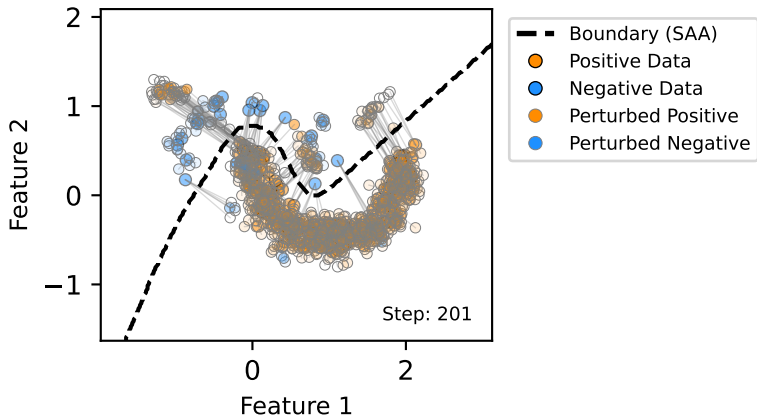 2
1
0
−1
Feature 2
0
2
Feature 1
Step: 201
Boundary (SAA)
Positive Data
Negative Data
Perturbed Positive
Perturbed Negative